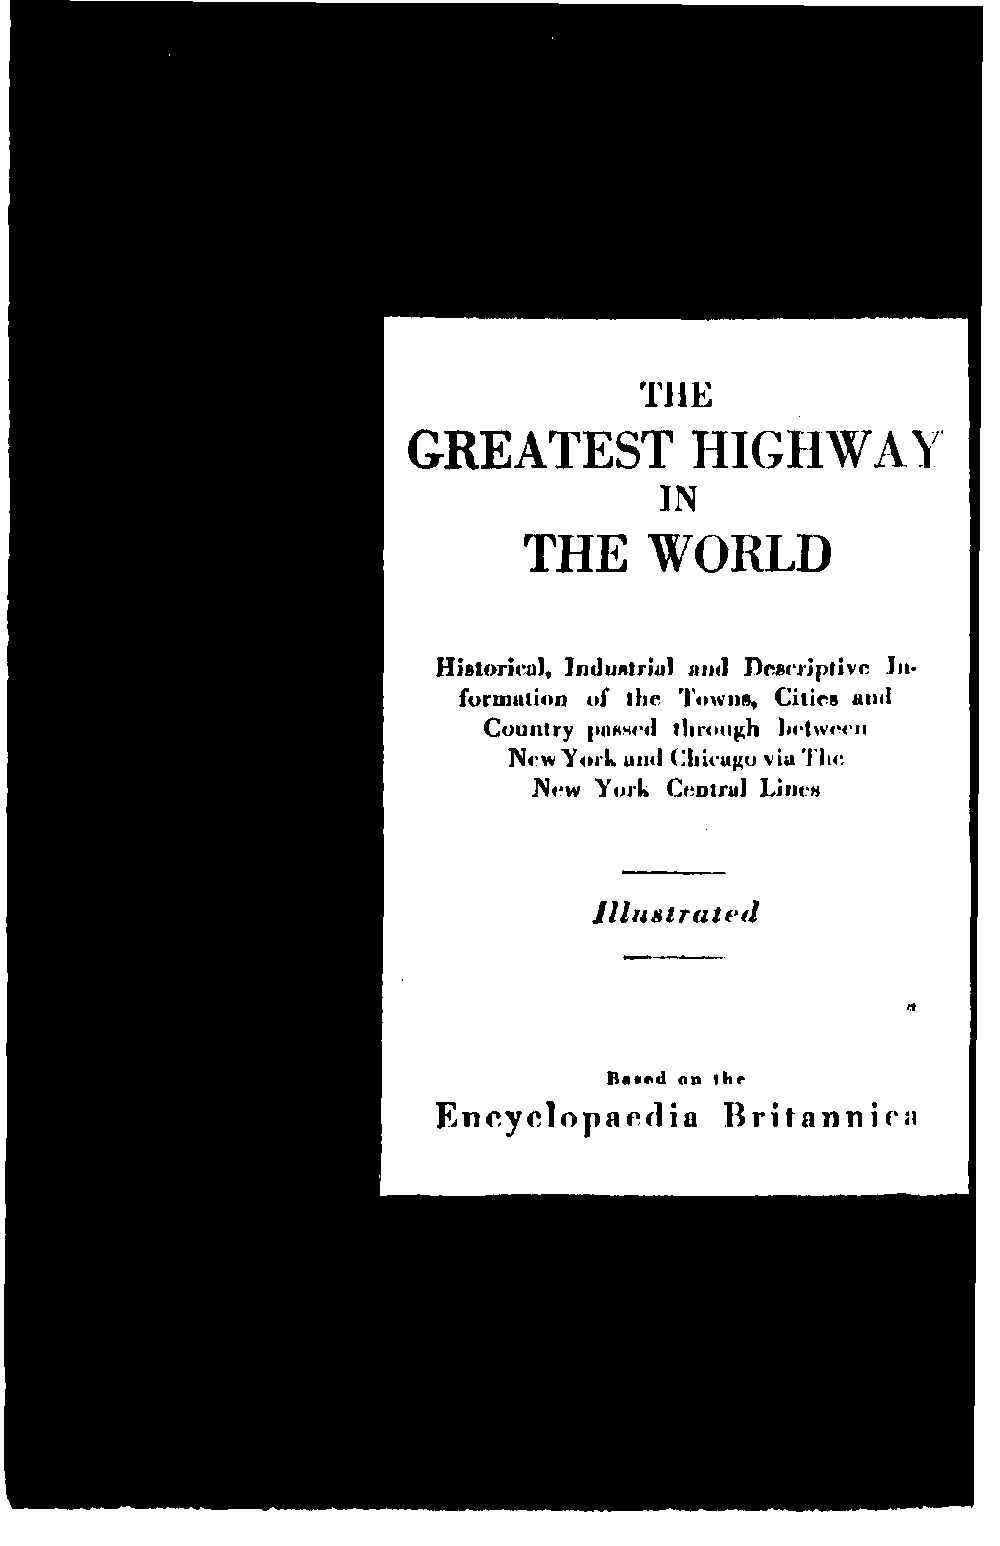 THE
GREATEST HIGHWAY
IN
THE WORLD
Historical, Industrial and Descriptive In-
formation of the Towns, Cities and
Country passed through between
New York and Chicago via The
New York Central Lines
Illustrated
Based on the
Encyclopaedia Britannica